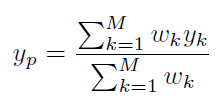 y_p = \frac{\sum_{k=1}^{M} w_k y_k}{\sum_{k=1}^{M} w_k}